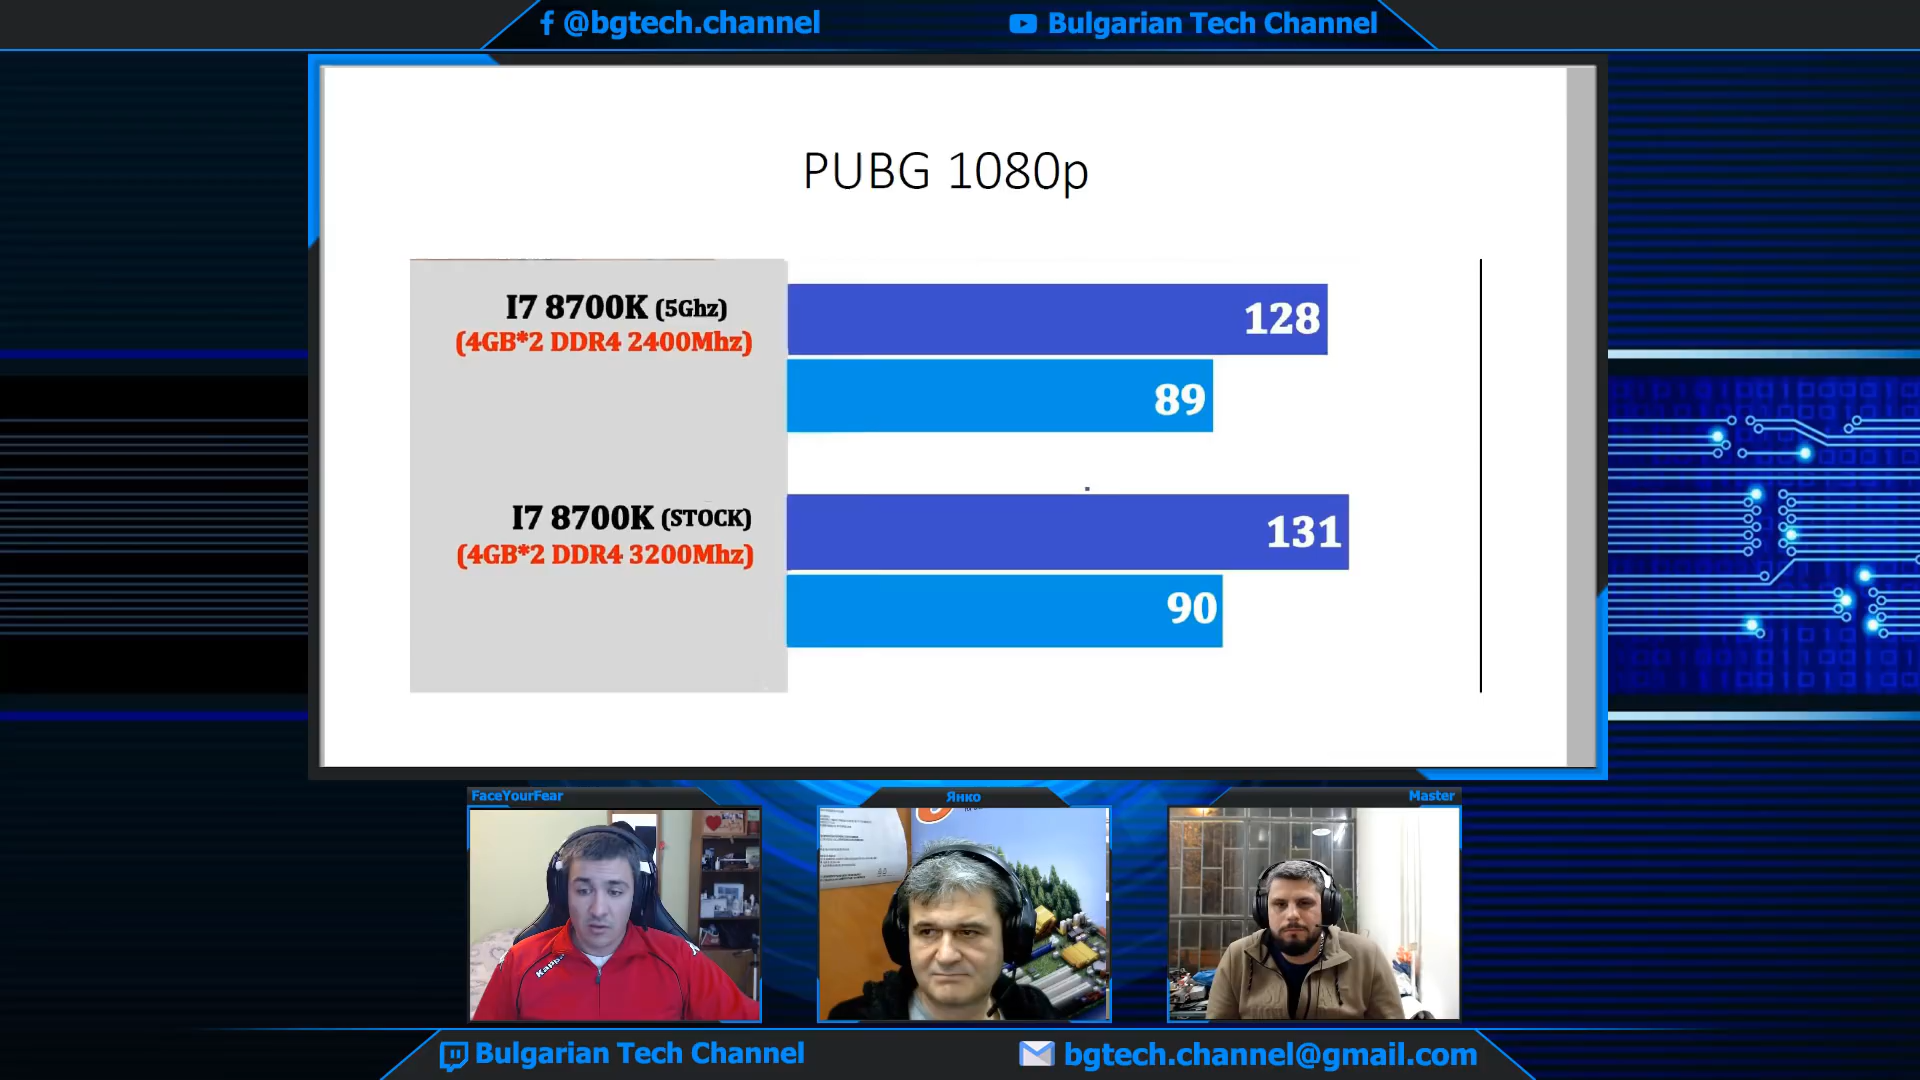 @bgtech.channel
Bulgarian Tech Channel
PUBG 1080p
I7 8700K (5Ghz)
(4GB*2 DDR4 2400Mhz)
128
89
I7 8700K (STOCK)
(4GB*2 DDR4 3200Mhz)
131
90
FaceYourFear
Янко
Master
Kappa
Bulgarian Tech Channel
bgtech.channel@gmail.com